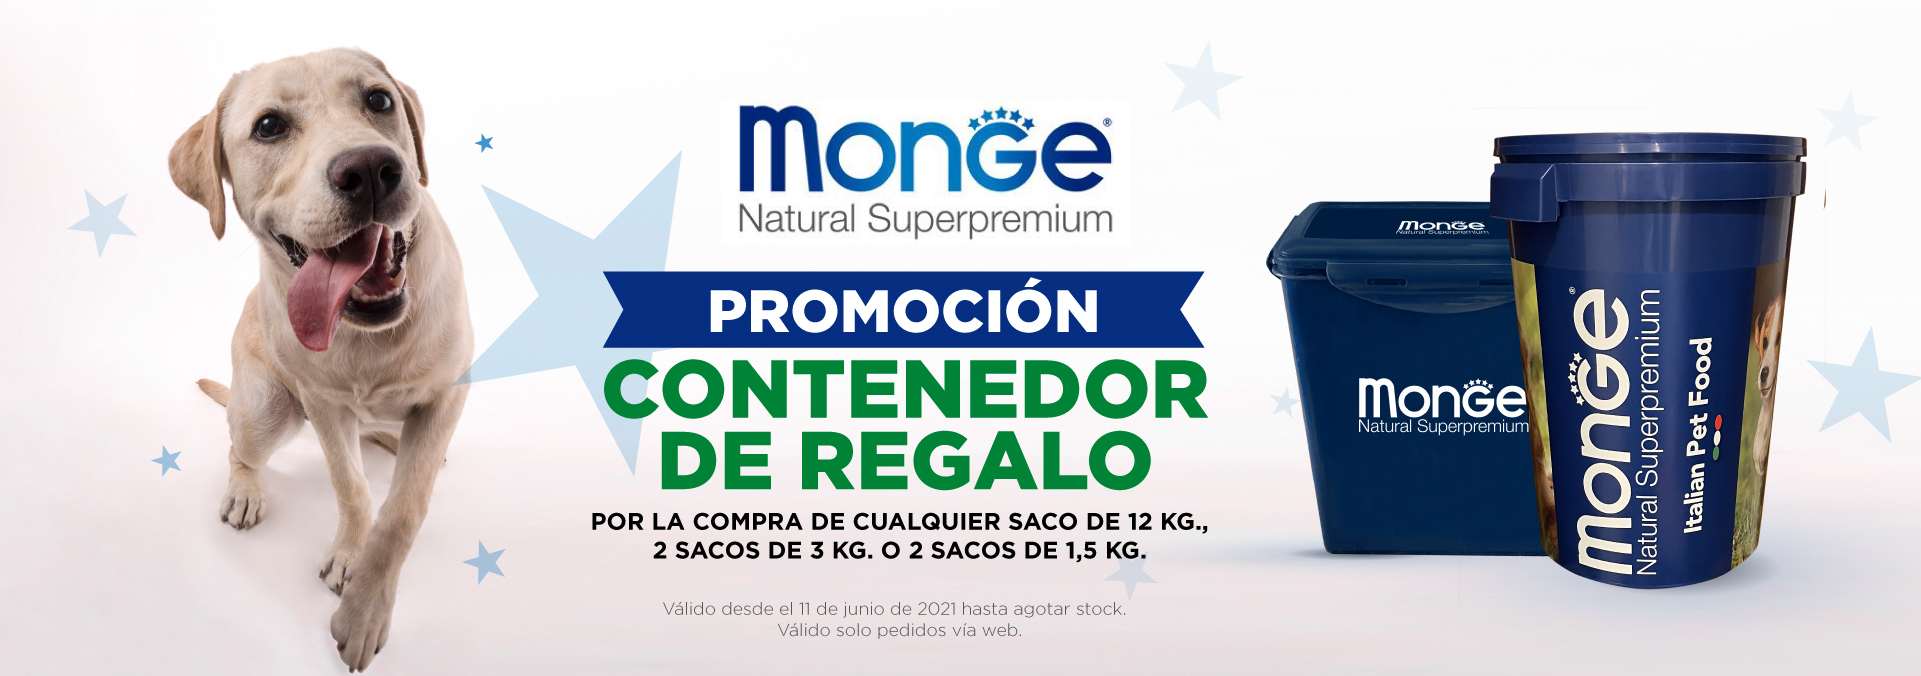 Monge®
Natural Superpremium
PROMOCIÓN
CONTENEDOR
DE REGALO
POR LA COMPRA DE CUALQUIER SACO DE 12 KG.,
2 SACOS DE 3 KG. O 2 SACOS DE 1,5 KG.
Válido desde el 11 de junio de 2021 hasta agotar stock.
Válido solo pedidos vía web.
Monge
Natural Superpremium
Monge
Natural Superpremium
Monge®
Natural Superpremium
Italian Pet Food